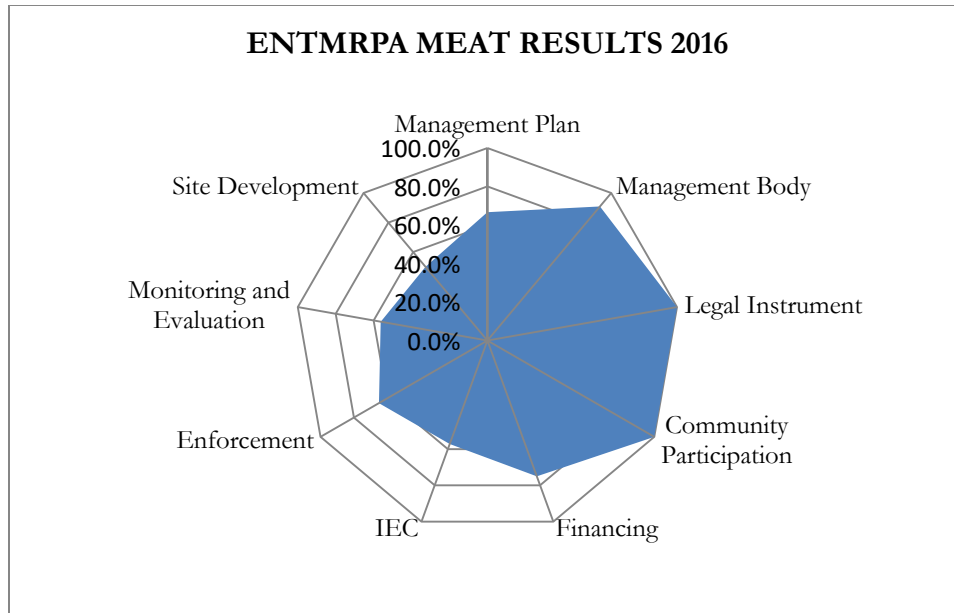 ENTMRPA MEAT RESULTS 2016
Management Plan
100.0%
80.0%
60.0%
40.0%
20.0%
0.0%
Management Body
Legal Instrument
Community
Participation
Financing
IEC
Enforcement
Monitoring and
Evaluation
Site Development